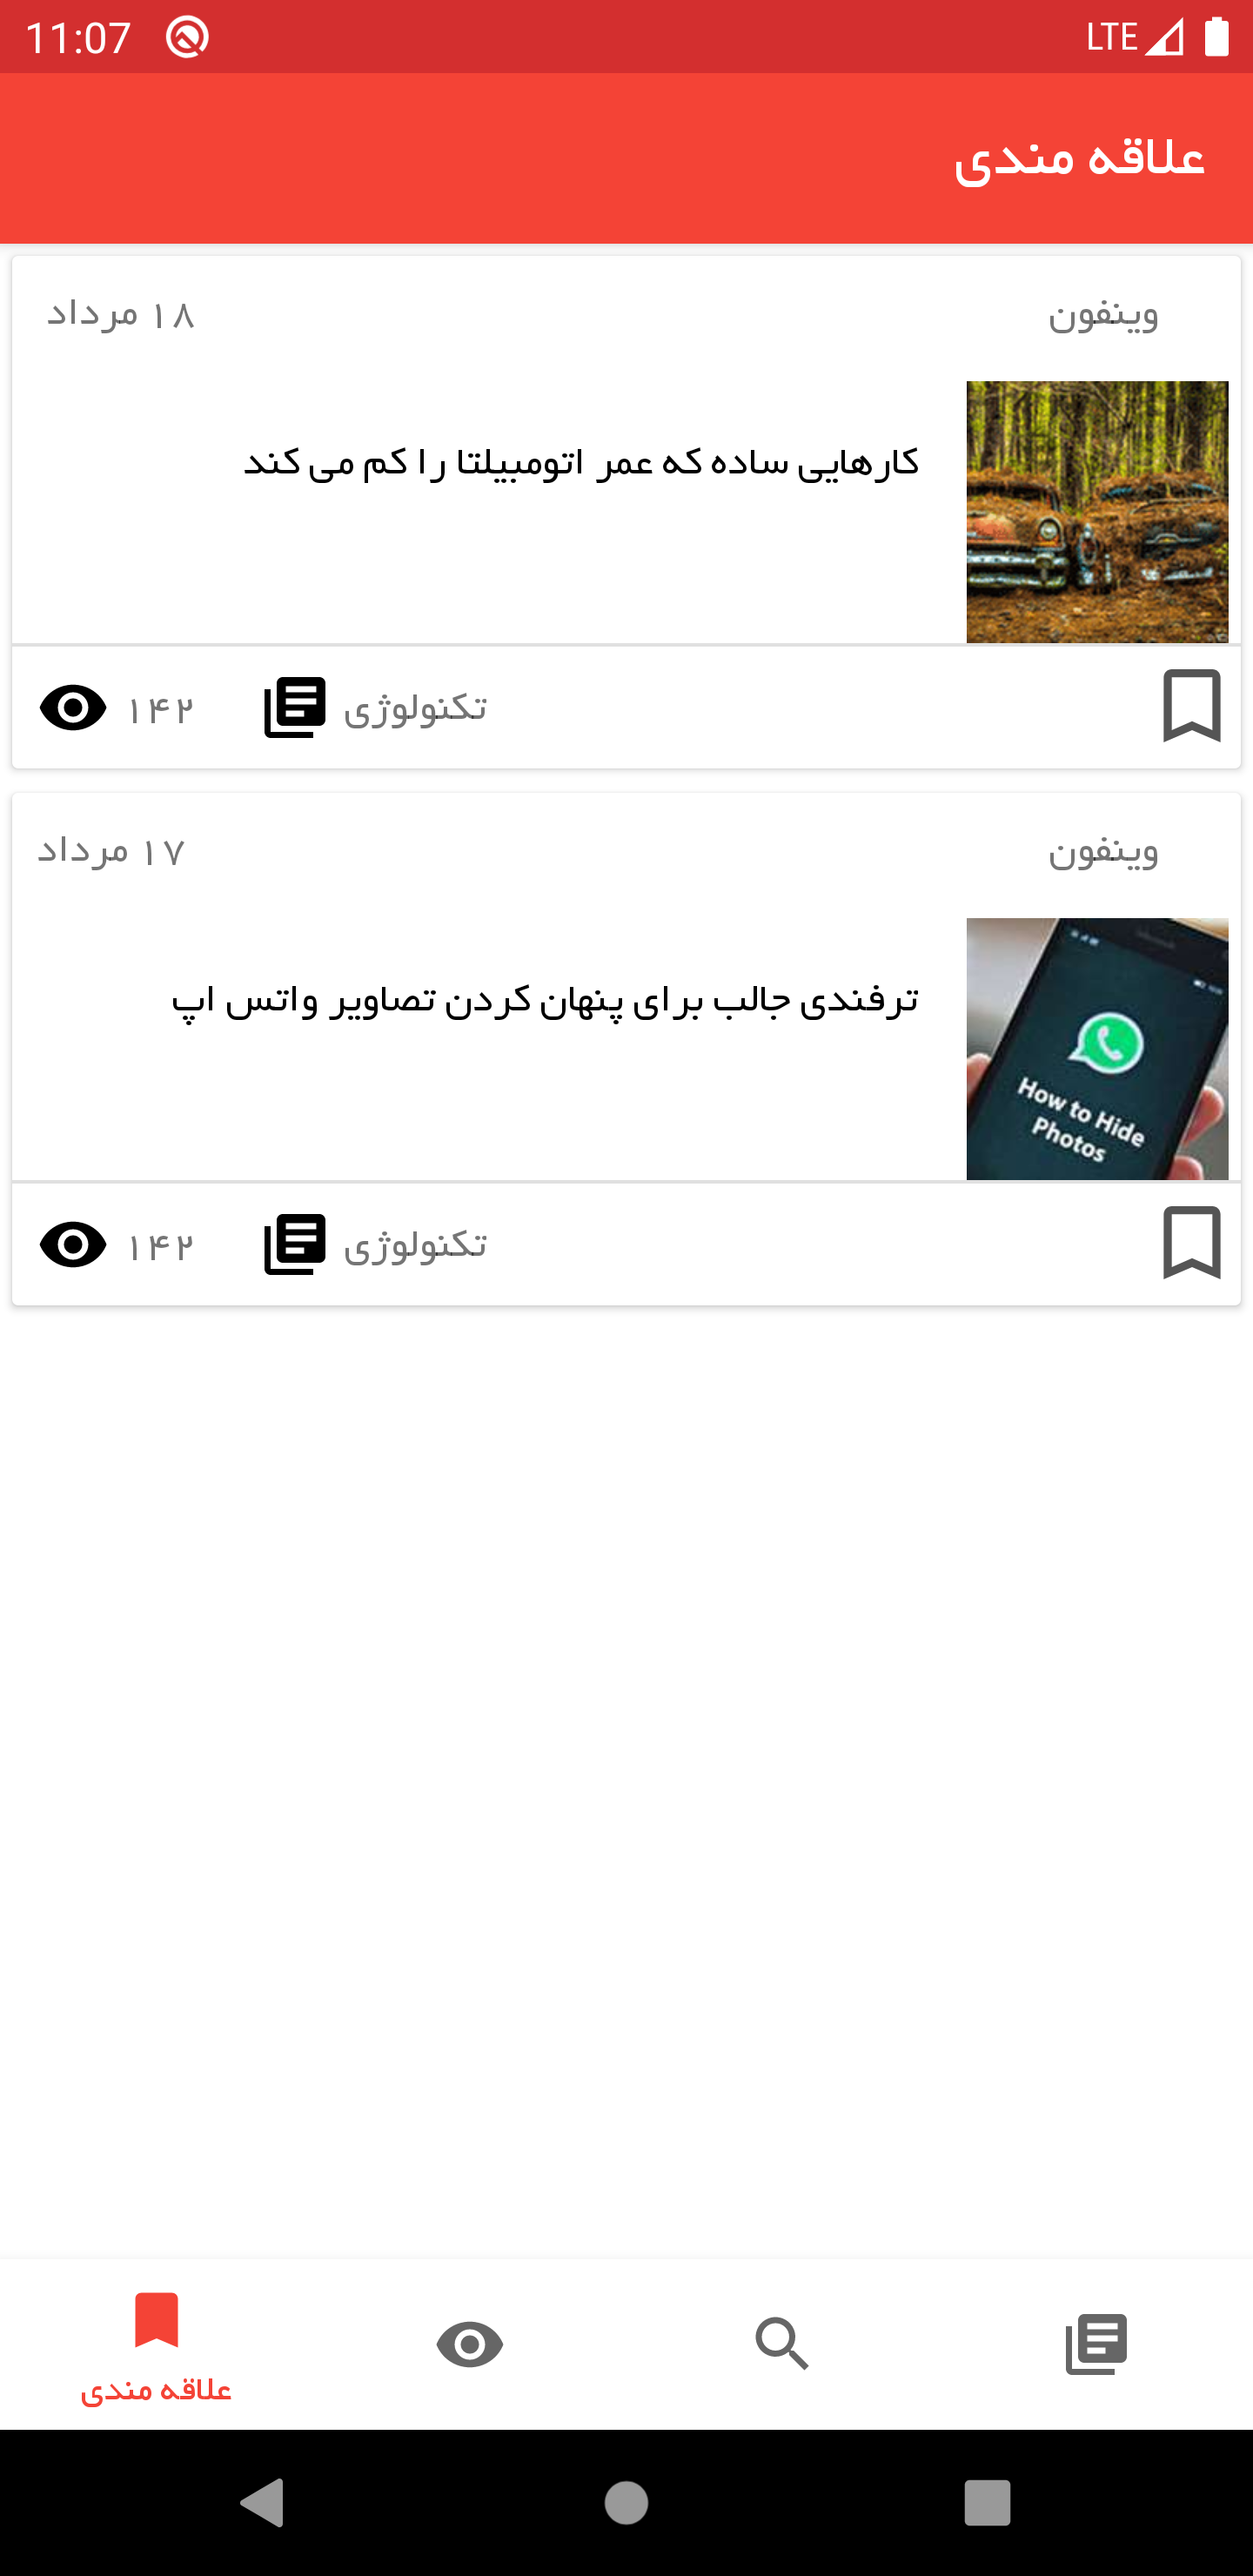 11:07 LTE
علاقه مندی
وینفون ۱۸ مرداد
کارهایی ساده که عمر اتومبیلتا را کم می کند
تکنولوژی ۱۴۲
وینفون ۱۷ مرداد
ترفندی جالب برای پنهان کردن تصاویر واتس اپ
How to Hide
Photos
تکنولوژی ۱۴۲
علاقه مندی